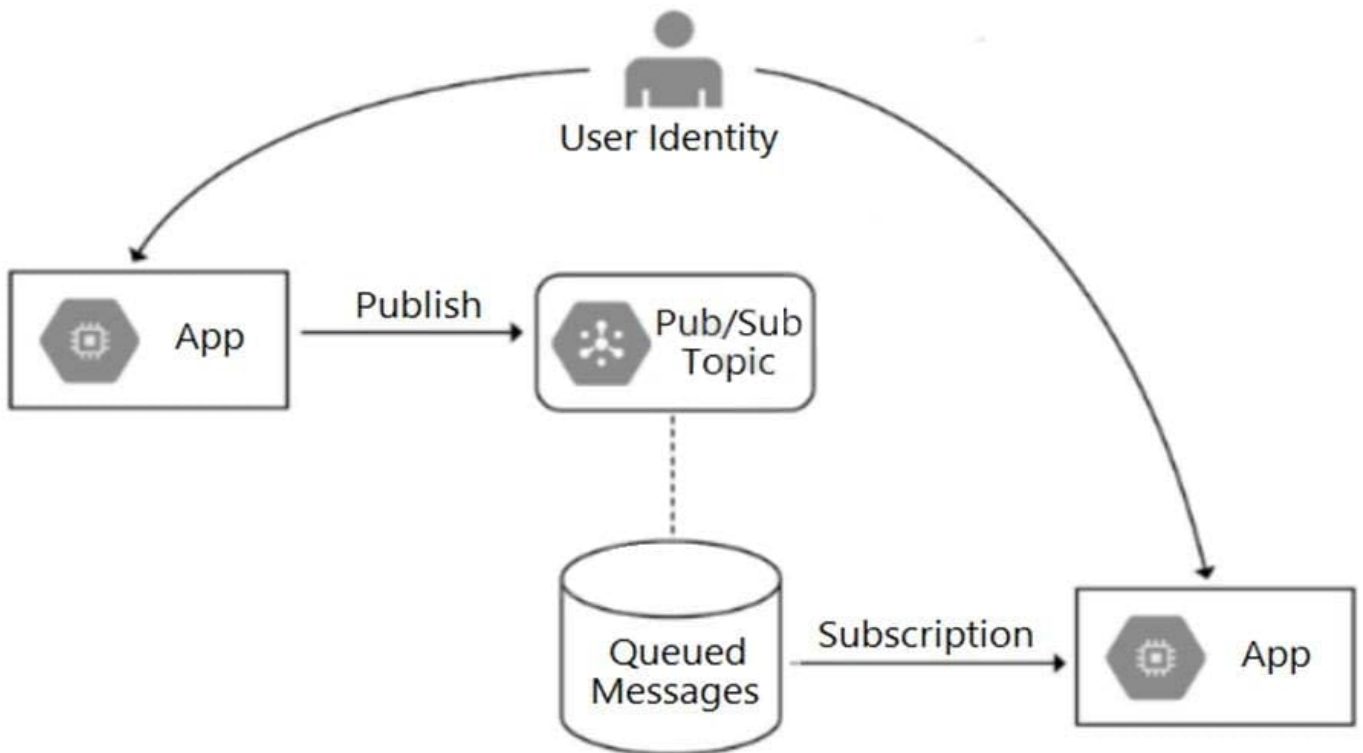 User Identity
App
Publish
Pub/Sub
Topic
Queued
Messages
Subscription
App